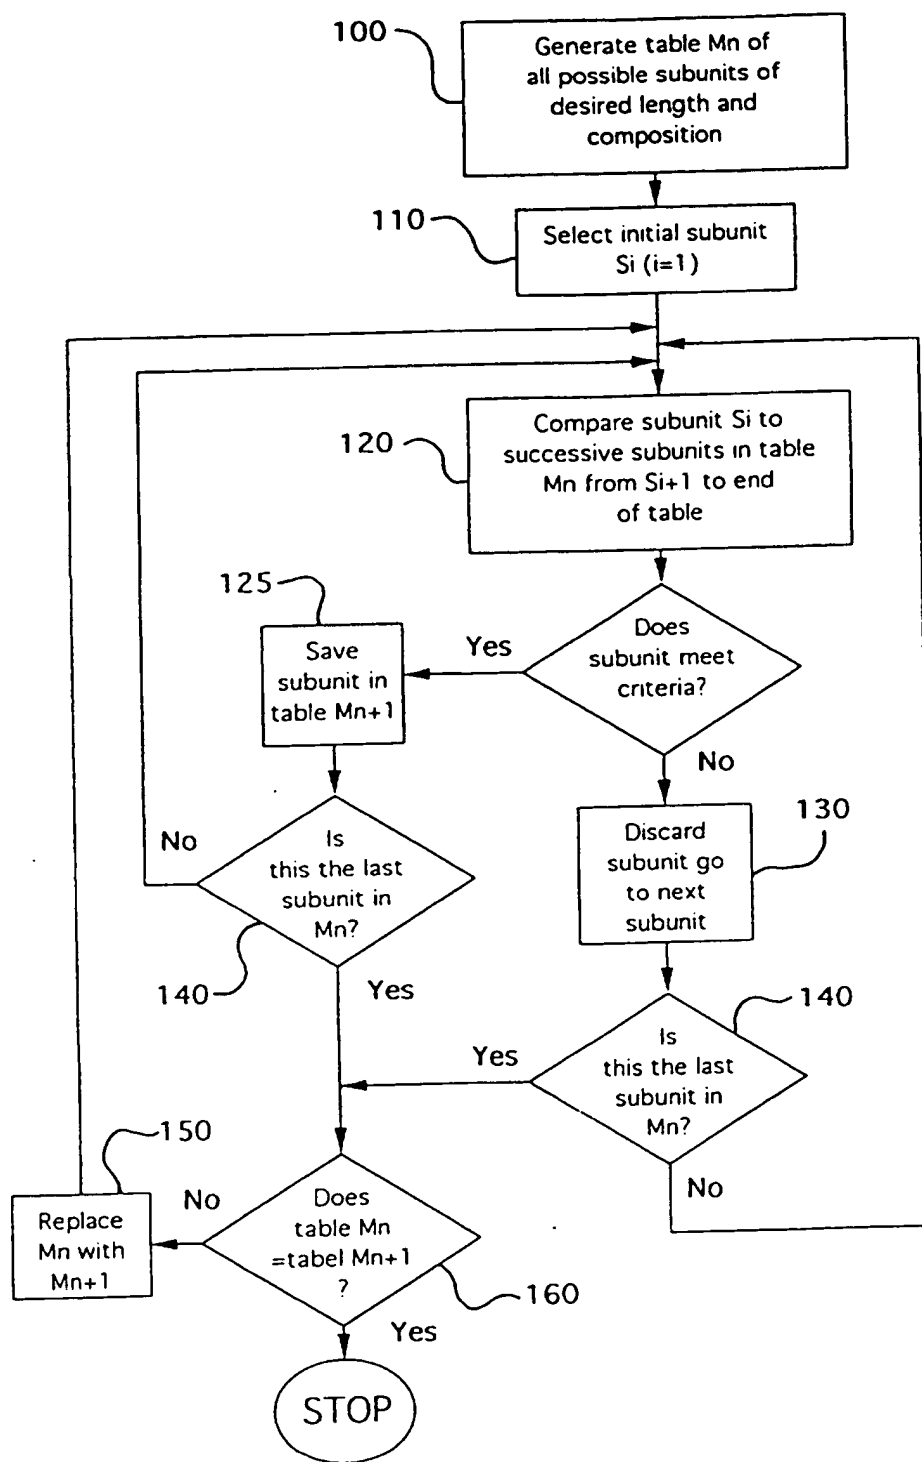 100
Generate table Mn of
all possible subunits of
desired length and
composition
110
Select initial subunit
Si (i=1)
120
Compare subunit Si to
successive subunits in table
Mn from Si+1 to end
of table
125
Save
subunit in
table Mn+1
Yes
Does
subunit meet
criteria?
No
No
Is
this the last
subunit in
Mn?
140
Yes
130
Discard
subunit go
to next
subunit
140
Yes
Is
this the last
subunit in
Mn?
No
150
Replace
Mn with
Mn+1
No
Does
table Mn
=tabel Mn+1
?
160
Yes
STOP